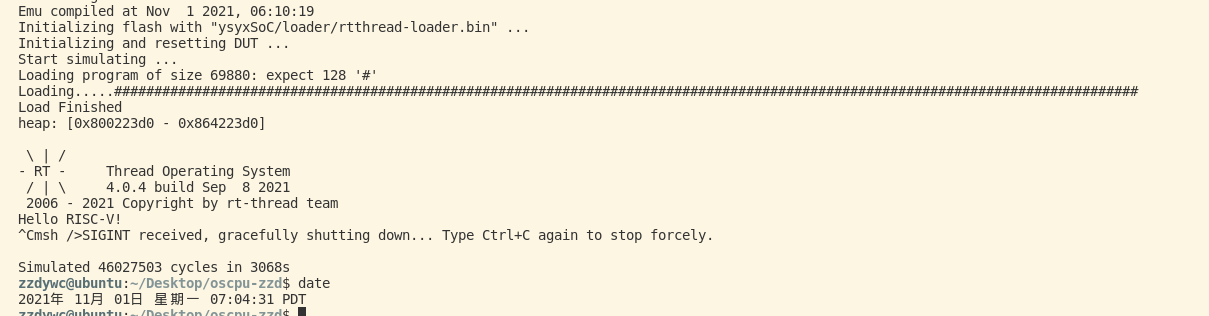 Emu compiled at Nov  1 2021, 06:10:19
Initializing flash with "ysyxSoC/loader/rtthread-loader.bin" ...
Initializing and resetting DUT ...
Start simulating ...
Loading program of size 69880: expect 128 '#'
Loading.....################################################################################################################################
Load Finished
heap: [0x800223d0 - 0x864223d0]
 \ | /
- RT -     Thread Operating System
 / | \     4.0.4 build Sep  8 2021
 2006 - 2021 Copyright by rt-thread team
Hello RISC-V!
^Cmsh />SIGINT received, gracefully shutting down... Type Ctrl+C again to stop forcely.
Simulated 46027503 cycles in 3068s
zzdywc@ubuntu:~/Desktop/oscpu-zzd$ date
2021年 11月 01日 星期一 07:04:31 PDT
zzdywc@ubuntu:~/Desktop/oscpu-zzd$